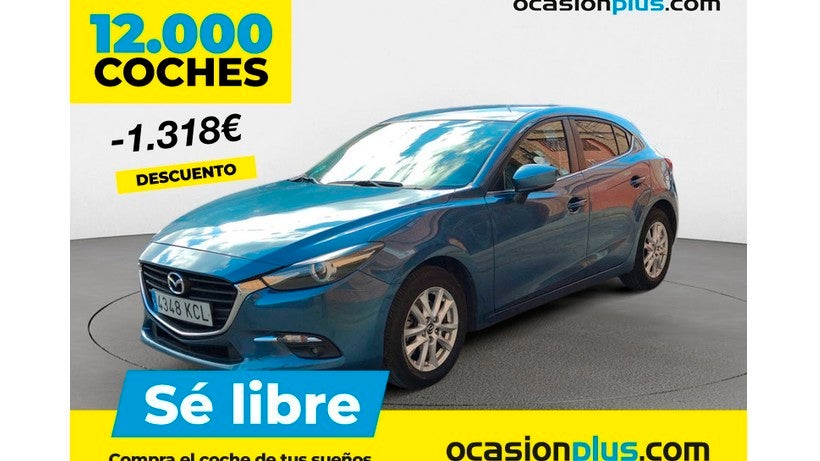 ocasionplus.com
12.000
COCHES
-1.318€
DESCUENTO
4348 KCL
Sé libre
Compra el coche de tus sueños
ocasionplus.com